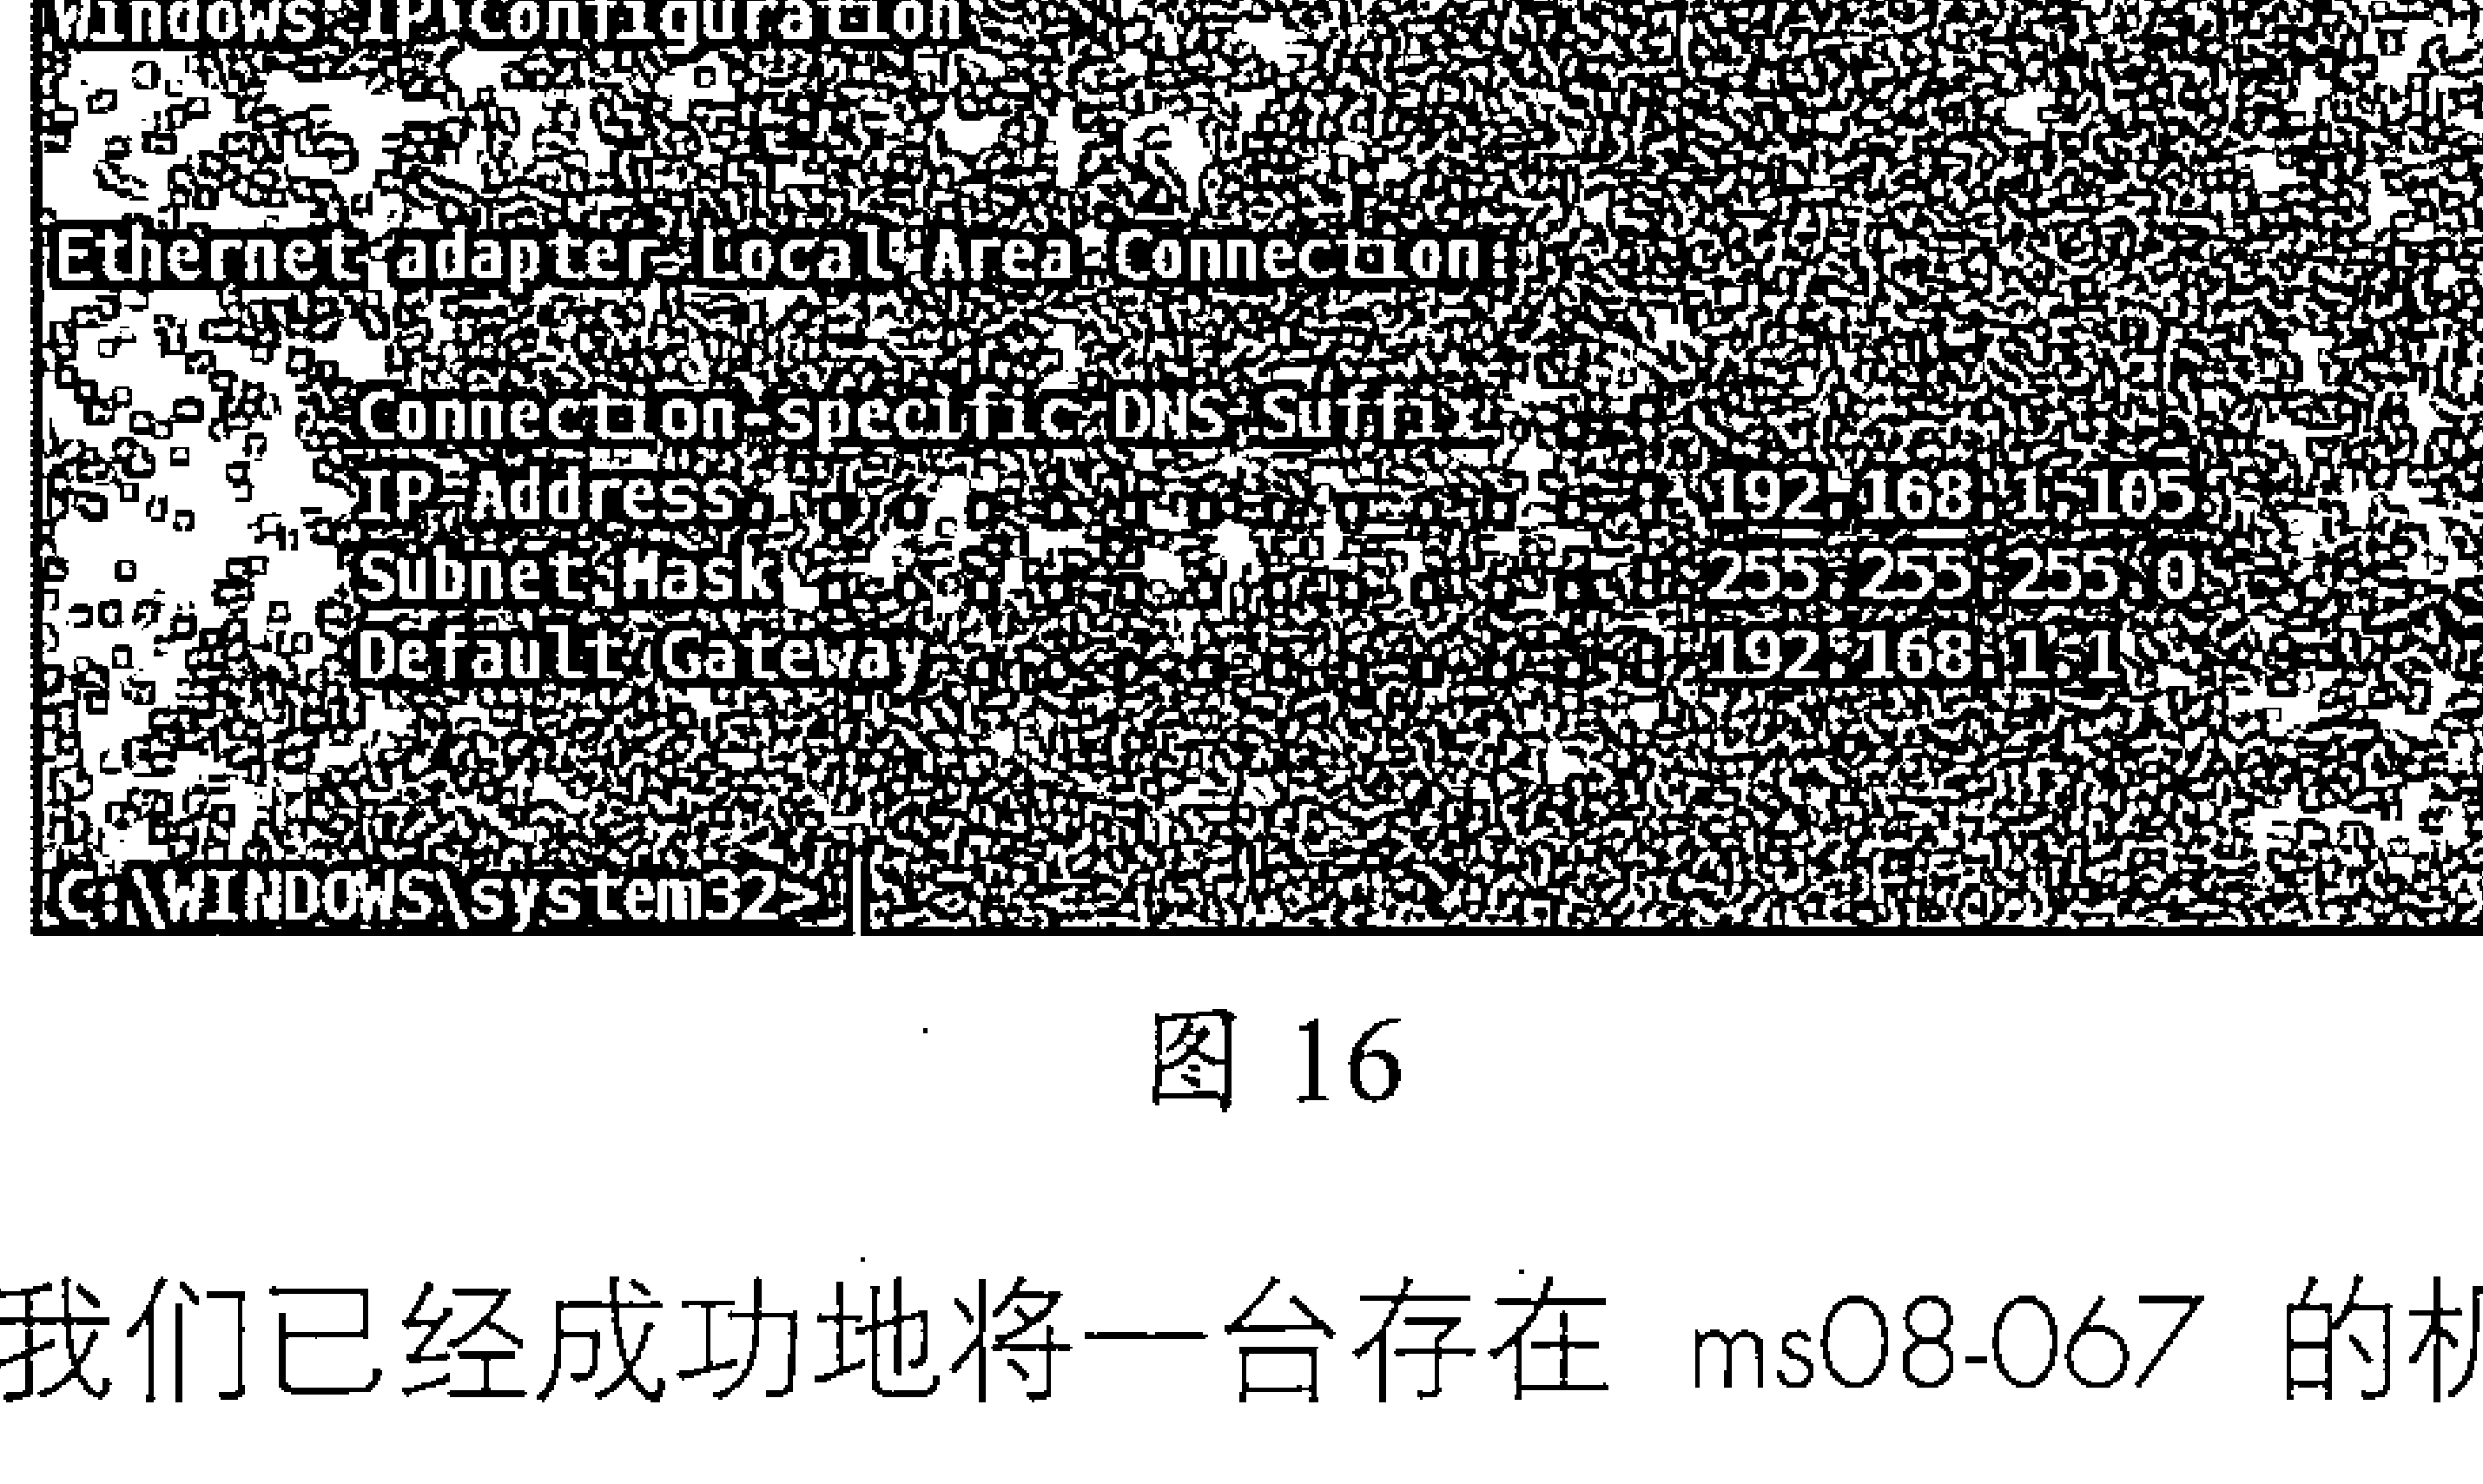 Windows IP Configuration
Ethernet adapter Local Area Connection:
Connection-specific DNS Suffix  . :
IP Address. . . . . . . . . . . . : 192.168.1.105
Subnet Mask . . . . . . . . . . . : 255.255.255.0
Default Gateway . . . . . . . . . : 192.168.1.1
C:\WINDOWS\system32>
图 16
我们已经成功地将一台存在 ms08-067 的机